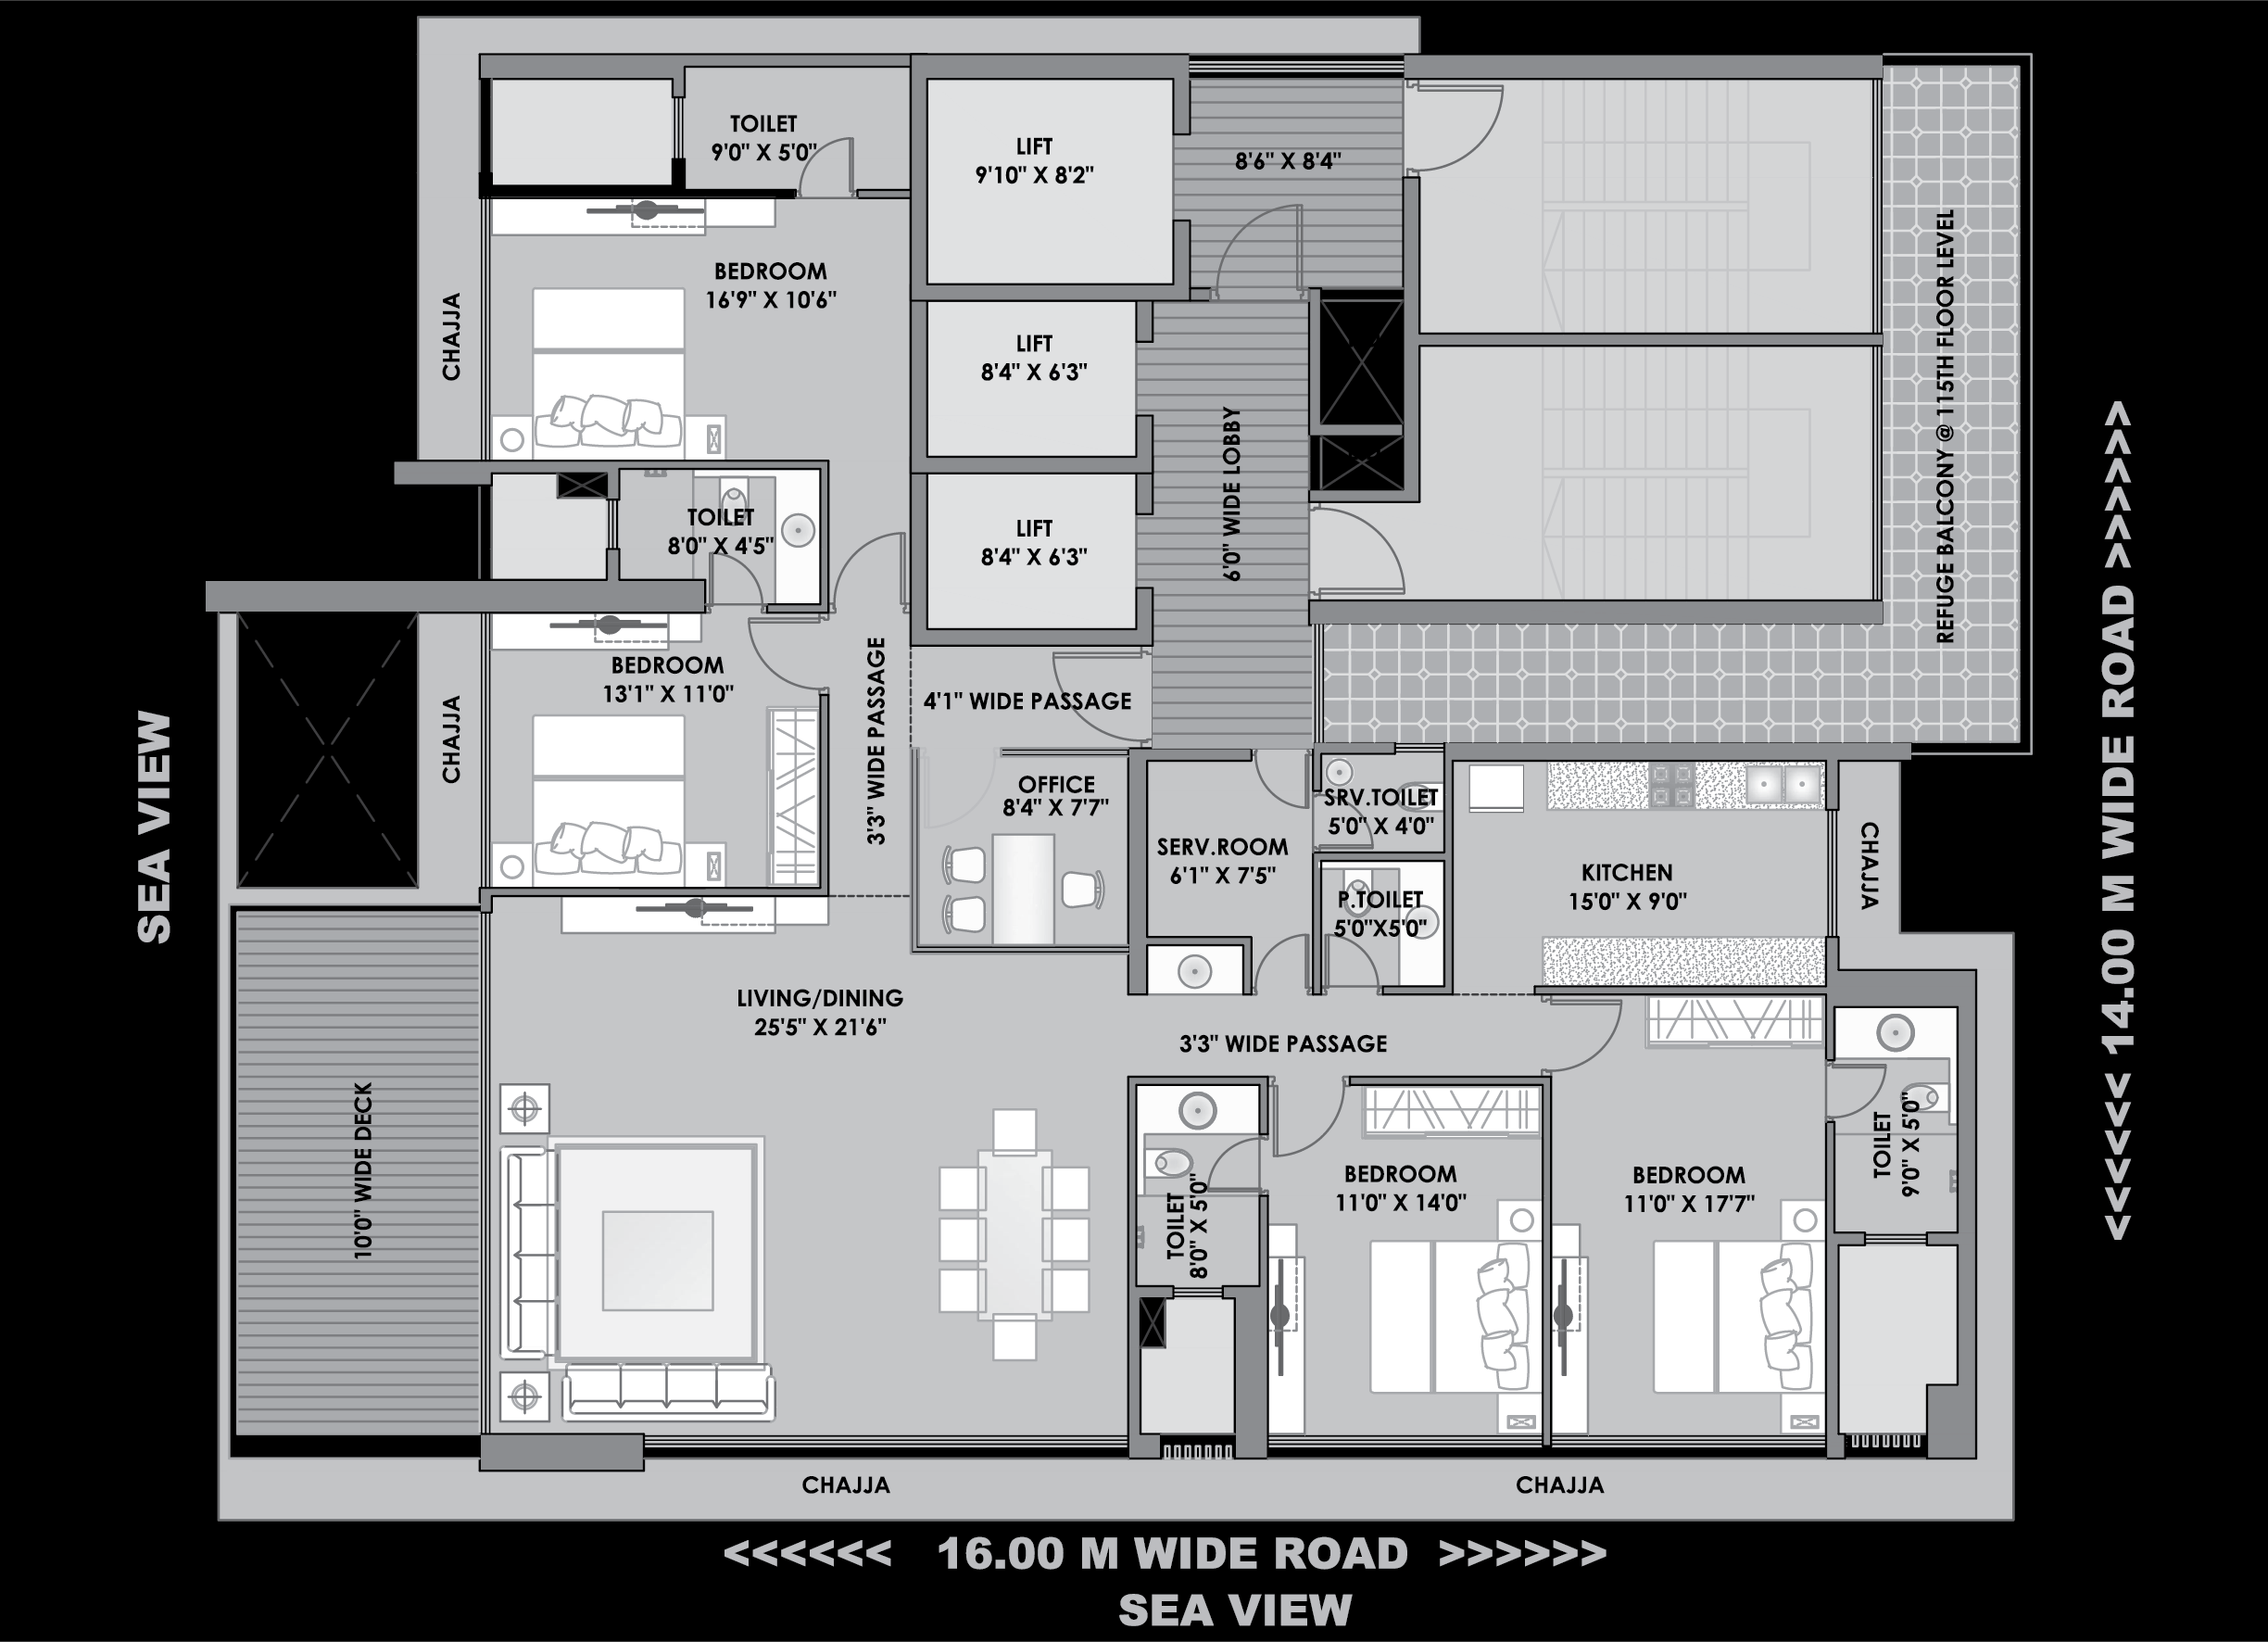 TOILET
9'0" X 5'0"
LIFT
9'10" X 8'2"
8'6" X 8'4"
BEDROOM
16'9" X 10'6"
CHAJJA
LIFT
8'4" X 6'3"
6'0" WIDE LOBBY
REFUGE BALCONY @ 115TH FLOOR LEVEL
TOILET
8'0" X 4'5"
LIFT
8'4" X 6'3"
<<<<<< 14.00 M WIDE ROAD >>>>>>
SEA VIEW
CHAJJA
BEDROOM
13'1" X 11'0"
3'3" WIDE PASSAGE
4'1" WIDE PASSAGE
OFFICE
8'4" X 7'7"
SERV.ROOM
6'1" X 7'5"
SRV.TOILET
5'0" X 4'0"
P.TOILET
5'0"X5'0"
KITCHEN
15'0" X 9'0"
CHAJJA
LIVING/DINING
25'5" X 21'6"
3'3" WIDE PASSAGE
10'0" WIDE DECK
TOILET
8'0" X 5'0"
BEDROOM
11'0" X 14'0"
BEDROOM
11'0" X 17'7"
TOILET
9'0" X 5'0"
CHAJJA
CHAJJA
<<<<<< 16.00 M WIDE ROAD >>>>>>
SEA VIEW